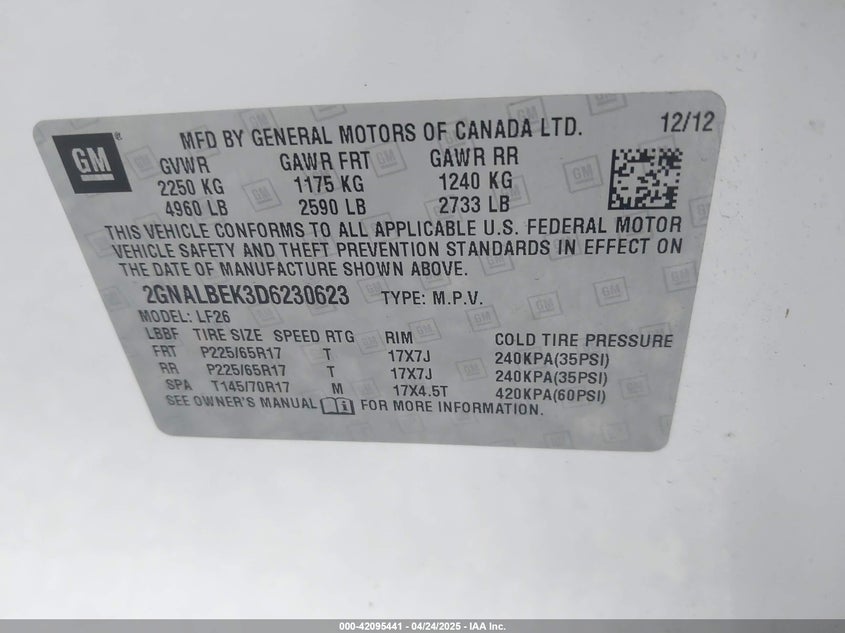 GM
MFD BY GENERAL MOTORS OF CANADA LTD. 12/12
GVWR GAWR FRT GAWR RR
2250 KG 1175 KG 1240 KG
4960 LB 2590 LB 2733 LB
THIS VEHICLE CONFORMS TO ALL APPLICABLE U.S. FEDERAL MOTOR
VEHICLE SAFETY AND THEFT PREVENTION STANDARDS IN EFFECT ON
THE DATE OF MANUFACTURE SHOWN ABOVE.
2GNALBEK3D6230623 TYPE: M.P.V.
MODEL: LF26
LBBF TIRE SIZE SPEED RTG RIM COLD TIRE PRESSURE
FRT P225/65R17 T 17X7J 240KPA(35PSI)
RR P225/65R17 T 17X7J 240KPA(35PSI)
SPA T145/70R17 M 17X4.5T 420KPA(60PSI)
SEE OWNER'S MANUAL FOR MORE INFORMATION.
000-42095441 - 04/24/2025 - IAA Inc.